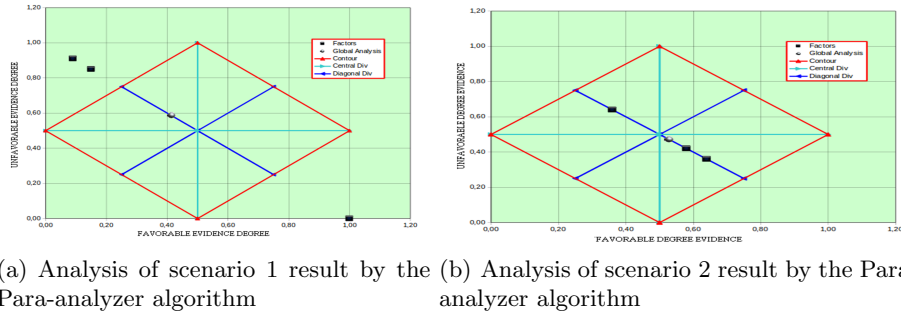 1,20
1,00
0,80
0,60
0,40
0,20
0,00
0,00 0,20 0,40 0,60 0,80 1,00 1,20
UNFAVORABLE EVIDENCE DEGREE
FAVORABLE EVIDENCE DEGREE
Factors
Global Analysis
Contour
Central Div
Diagonal Div
1,20
1,00
0,80
0,60
0,40
0,20
0,00
0,00 0,20 0,40 0,60 0,80 1,00 1,20
UNFAVORABLE DEGREE EVIDENCE
FAVORABLE DEGREE EVIDENCE
Factors
Global Analysis
Contour
Central Div
Diagonal Div
(a) Analysis of scenario 1 result by the
Para-analyzer algorithm
(b) Analysis of scenario 2 result by the Para
analyzer algorithm